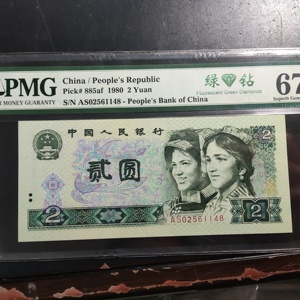 PMG
R MONEY GUARANTY
China / People's Republic
Pick# 885af 1980 2 Yuan
S/N AS02561148 - People's Bank of China
绿 钻
Fluorescent Green Diamonds
67
Superb Gem
中国人民银行
贰圆
2
2
AS02561148